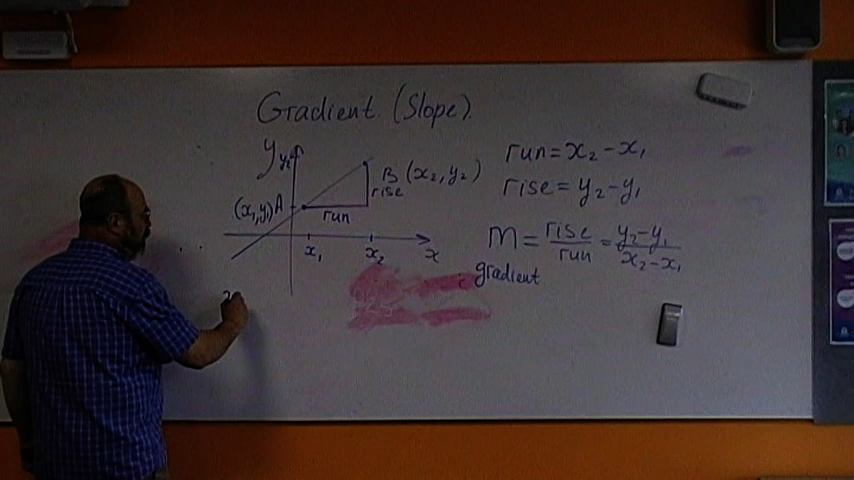 Gradient. (Slope).
y
y₂
B (x₂, y₂)
rise
(x₁, y₁) A
run
x₁ x₂ x
run = x₂ - x₁
rise = y₂ - y₁
m = rise/run = y₂-y₁/x₂-x₁
gradient